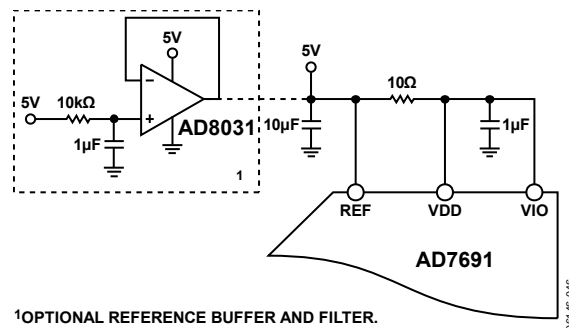 5V
5V
5V
10kΩ
10Ω
−
+
AD8031
1µF
10µF
1µF
1
REF
VDD
VIO
AD7691
1OPTIONAL REFERENCE BUFFER AND FILTER.